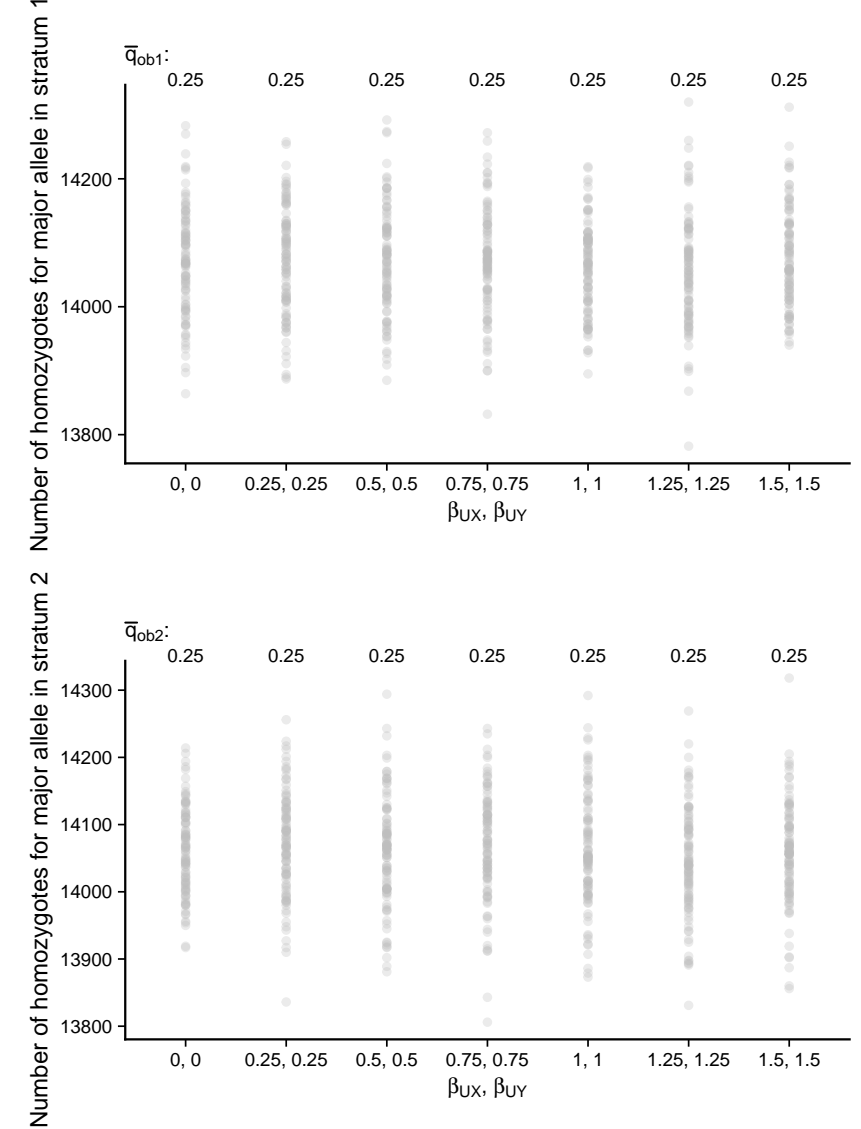 Number of homozygotes for major allele in stratum 1
q̅ob1:
0.25 0.25 0.25 0.25 0.25 0.25 0.25
14200
14000
13800
0, 0 0.25, 0.25 0.5, 0.5 0.75, 0.75 1, 1 1.25, 1.25 1.5, 1.5
βUX, βUY
Number of homozygotes for major allele in stratum 2
q̅ob2:
0.25 0.25 0.25 0.25 0.25 0.25 0.25
14300
14200
14100
14000
13900
13800
0, 0 0.25, 0.25 0.5, 0.5 0.75, 0.75 1, 1 1.25, 1.25 1.5, 1.5
βUX, βUY